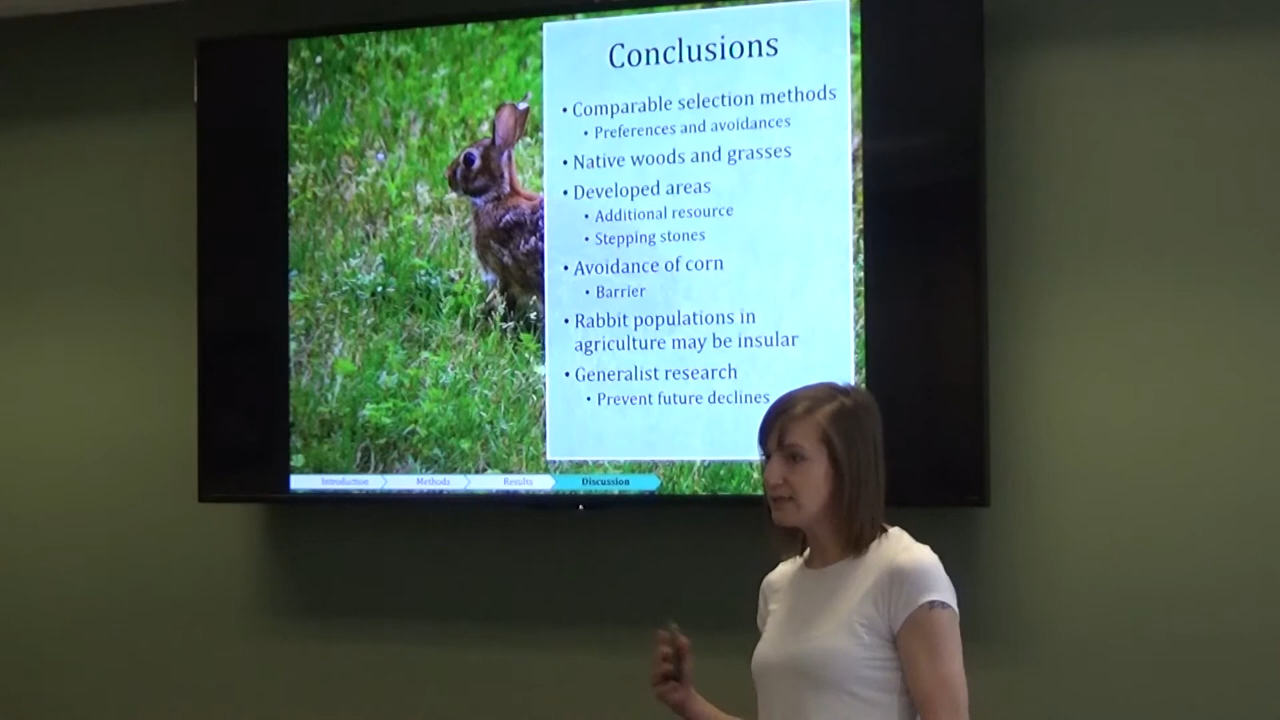 Conclusions
• Comparable selection methods
• Preferences and avoidances
• Native woods and grasses
• Developed areas
• Additional resource
• Stepping stones
• Avoidance of corn
• Barrier
• Rabbit populations in
agriculture may be insular
• Generalist research
• Prevent future declines
Introduction Methods Results Discussion